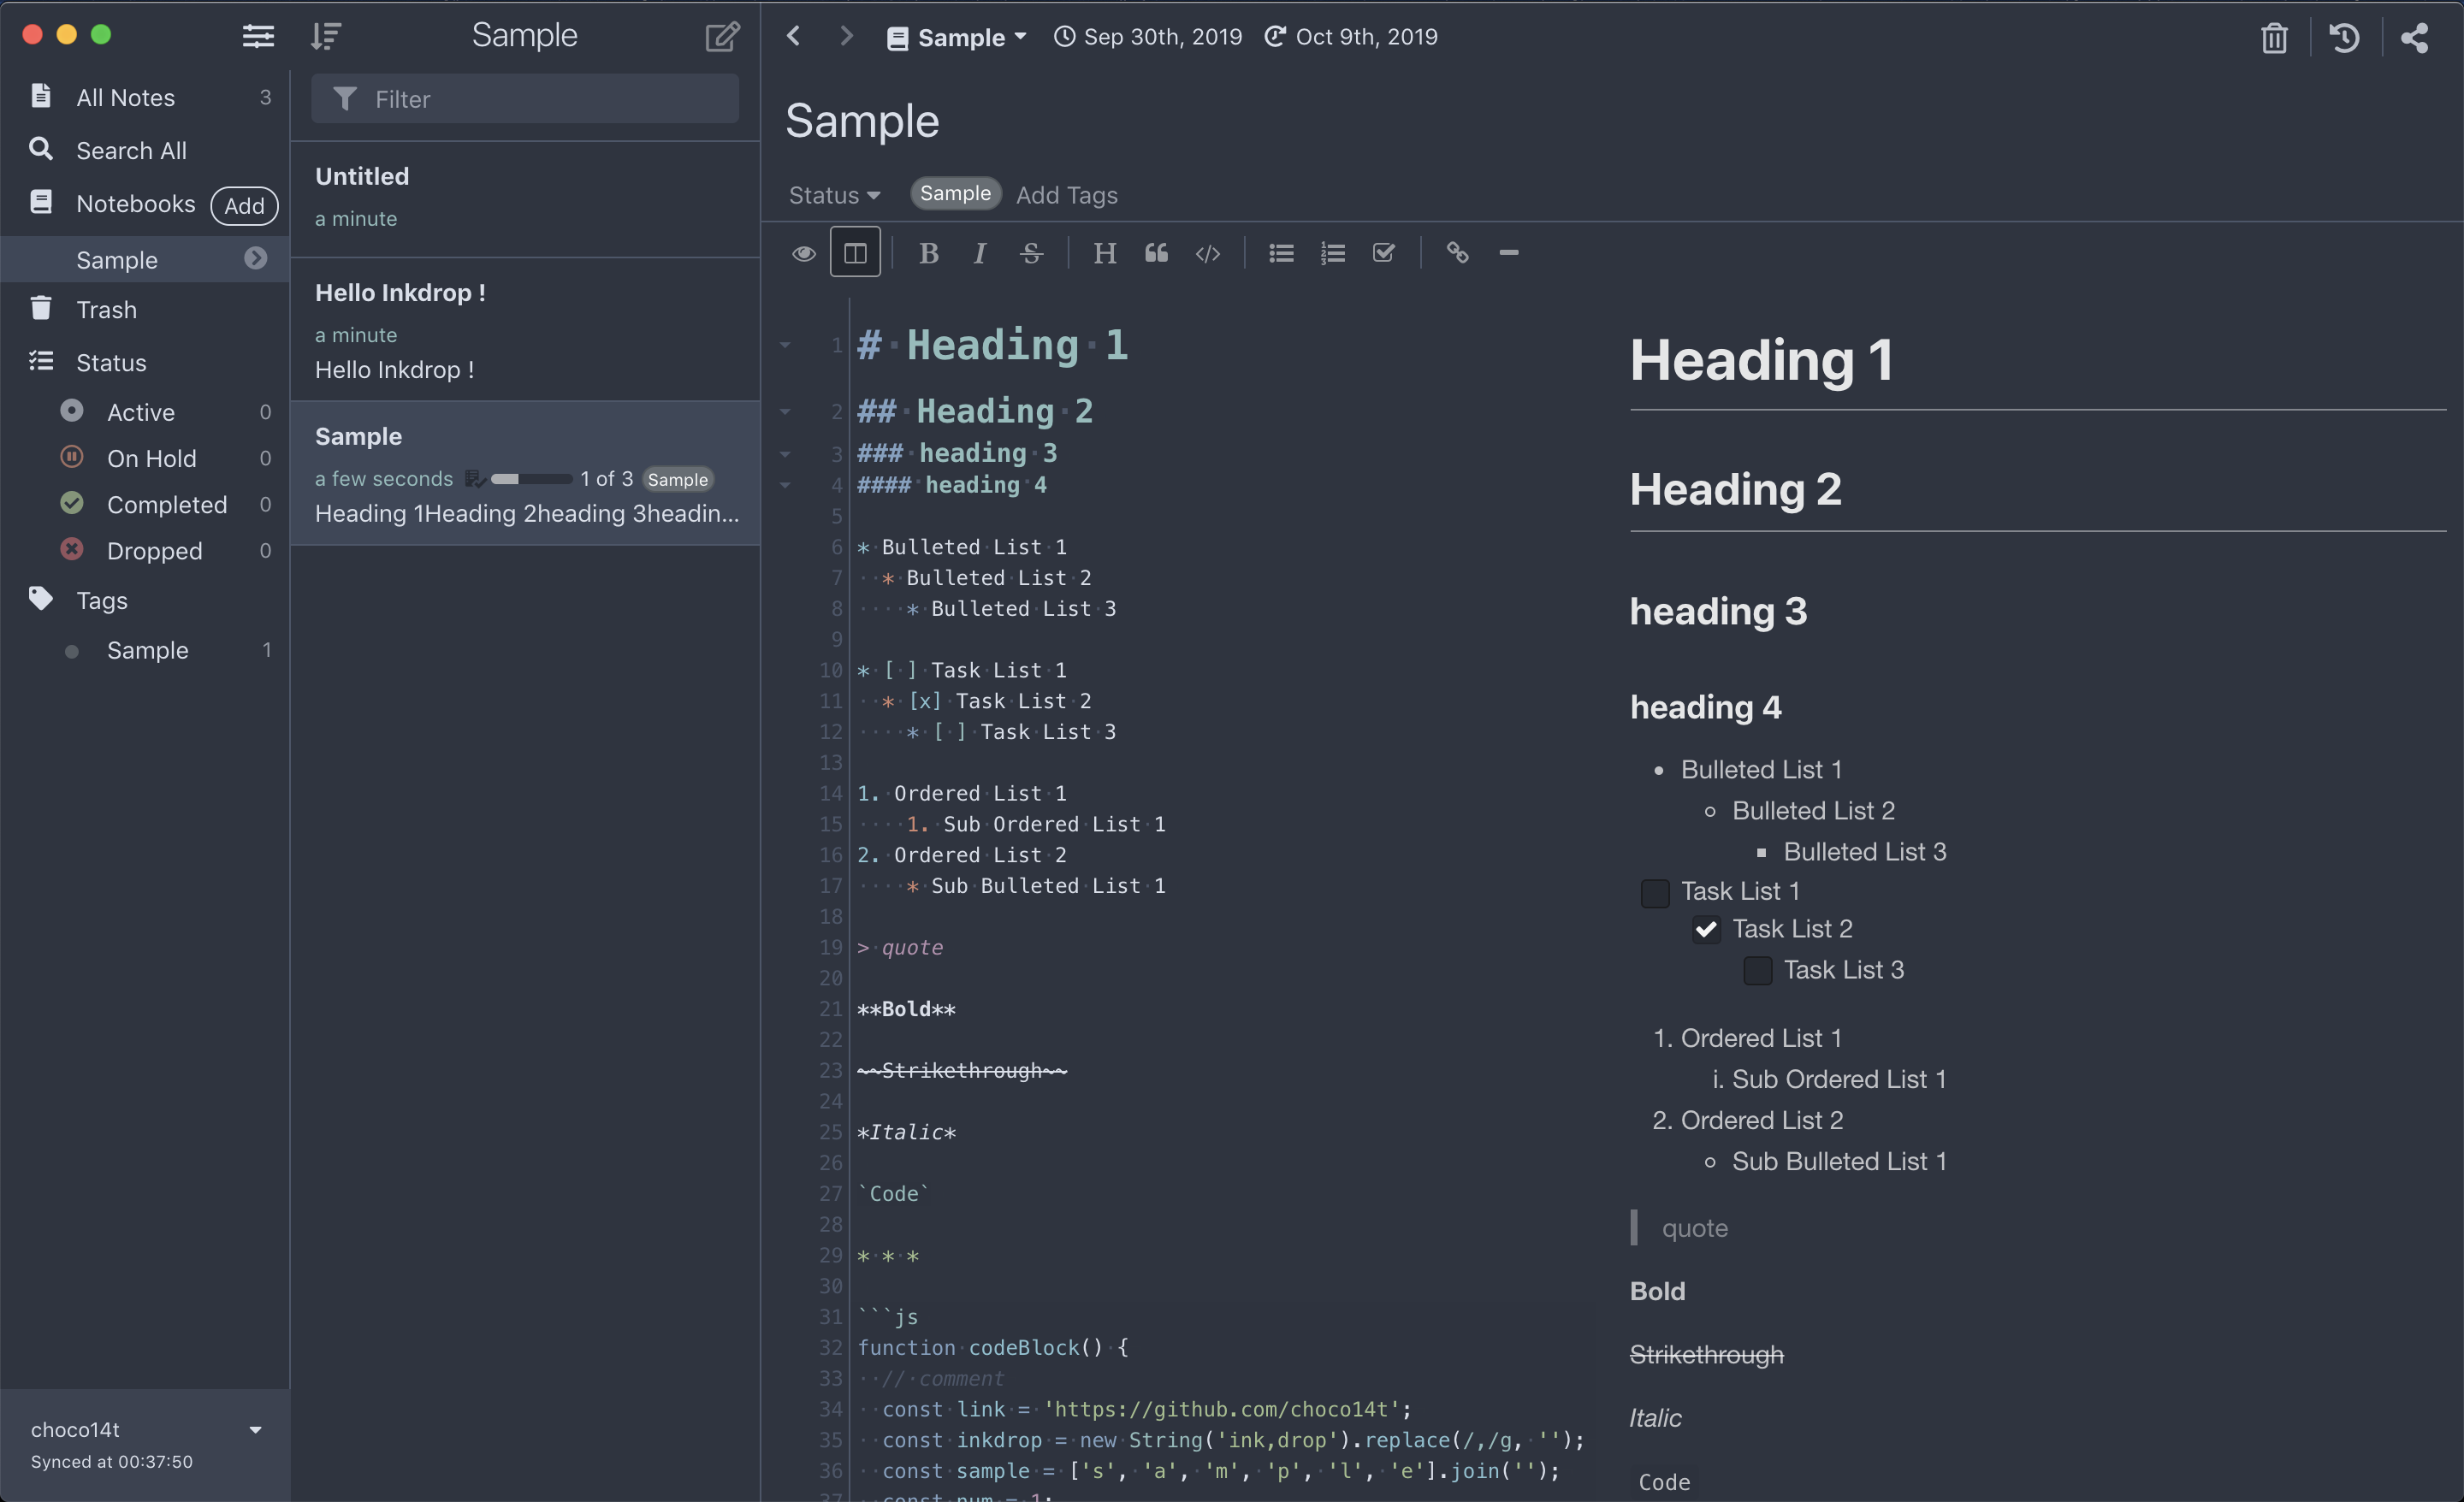 All Notes 3
Search All
Notebooks Add
Sample
Trash
Status
Active 0
On Hold 0
Completed 0
Dropped 0
Tags
Sample 1
choco14t
Synced at 00:37:50
Sample
Filter
Untitled
a minute
Hello Inkdrop !
a minute
Hello Inkdrop !
Sample
a few seconds 1 of 3 Sample
Heading 1Heading 2heading 3headin...
Sample Sep 30th, 2019 Oct 9th, 2019
Sample
Status Sample Add Tags
B I S H </>
1 # Heading 1
2 ## Heading 2
3 ### heading 3
4 #### heading 4
5
6 * Bulleted List 1
7   * Bulleted List 2
8     * Bulleted List 3
9
10 * [ ] Task List 1
11   * [x] Task List 2
12     * [ ] Task List 3
13
14 1. Ordered List 1
15     1. Sub Ordered List 1
16 2. Ordered List 2
17     * Sub Bulleted List 1
18
19 > quote
20
21 **Bold**
22
23 ~~Strikethrough~~
24
25 *Italic*
26
27 `Code`
28
29 * * *
30
31 ```js
32 function codeBlock() {
33   // comment
34   const link = 'https://github.com/choco14t';
35   const inkdrop = new String('ink,drop').replace(/,/g, '');
36   const sample = ['s', 'a', 'm', 'p', 'l', 'e'].join('');
37   const num = 1;
Heading 1
Heading 2
heading 3
heading 4
• Bulleted List 1
◦ Bulleted List 2
▪ Bulleted List 3
Task List 1
Task List 2
Task List 3
1. Ordered List 1
i. Sub Ordered List 1
2. Ordered List 2
◦ Sub Bulleted List 1
quote
Bold
Strikethrough
Italic
Code